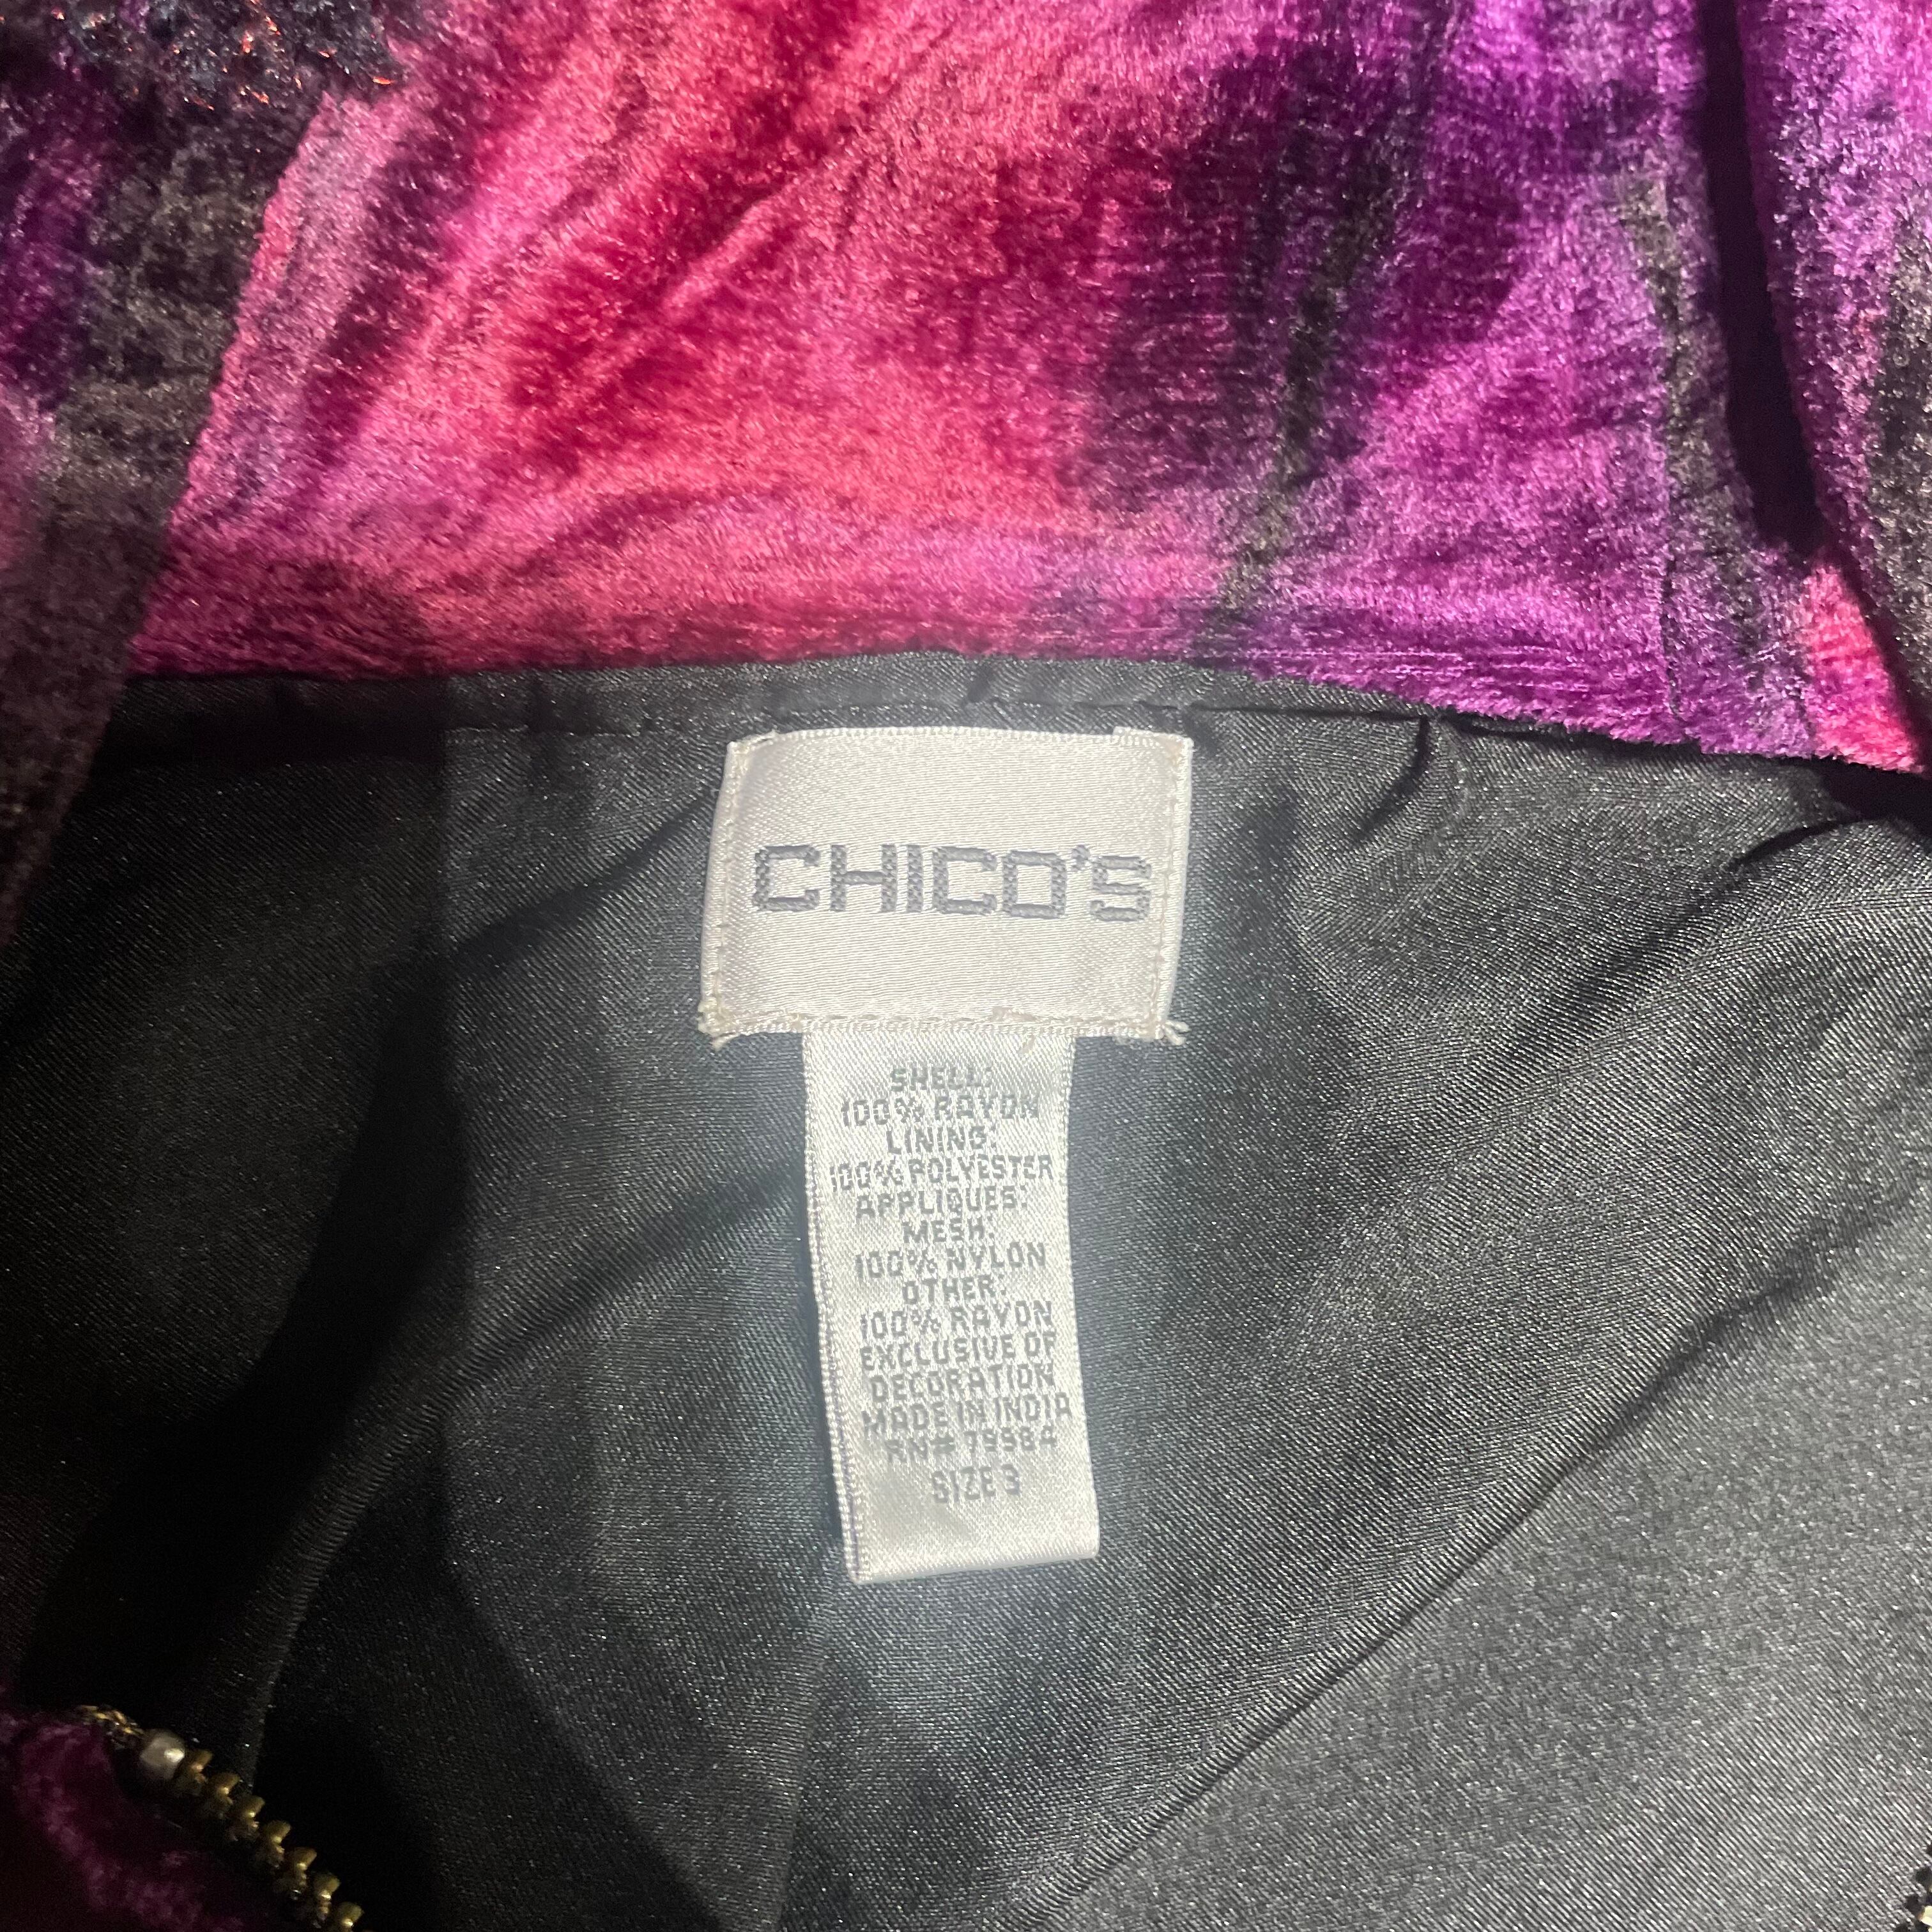 CHICO'S
SHELL:
100% RAYON
LINING:
100% POLYESTER
APPLIQUES:
MESH:
100% NYLON
OTHER:
100% RAYON
EXCLUSIVE OF
DECORATION
MADE IN INDIA
RN# 79984
SIZE 3